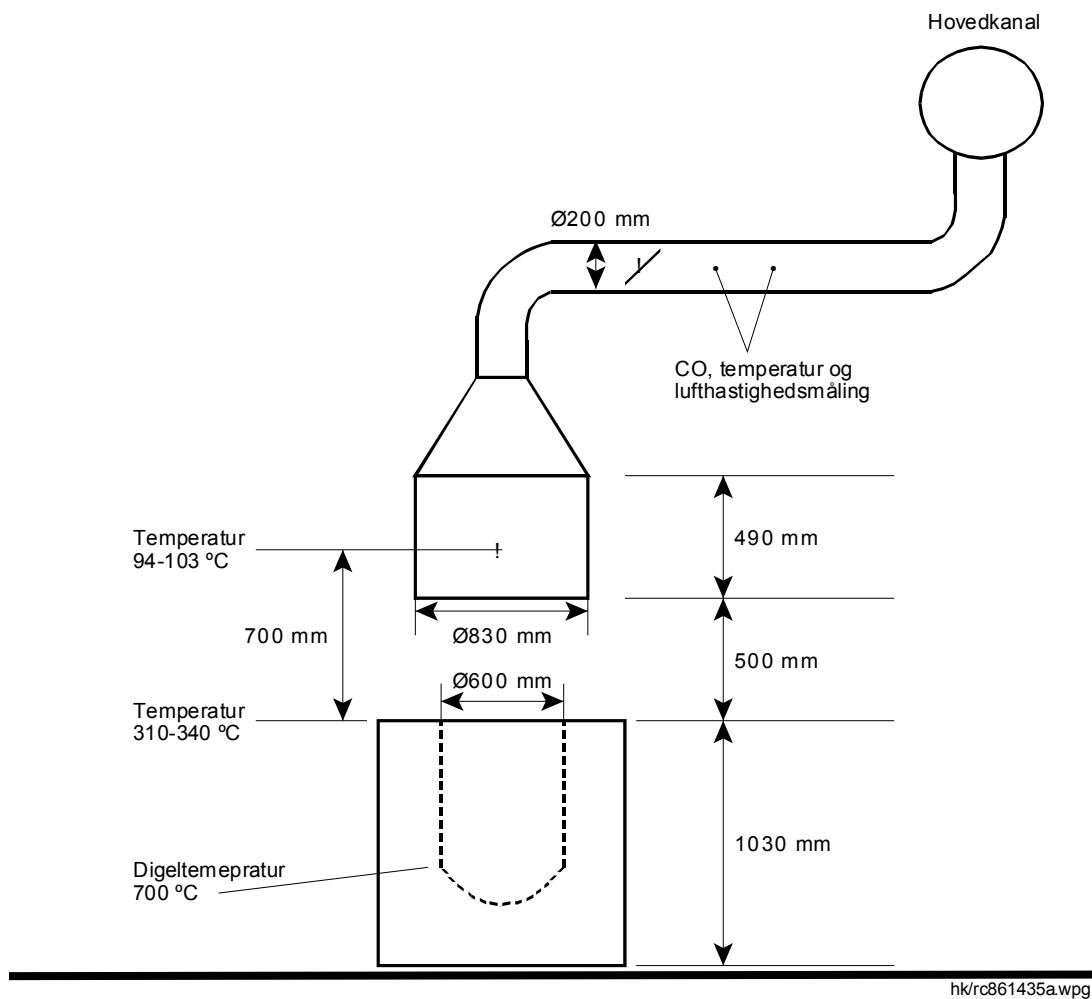 Hovedkanal
Ø200 mm
CO, temperatur og
lufthastighedsmåling
Temperatur
94-103 ºC
490 mm
700 mm
Ø830 mm
500 mm
Ø600 mm
Temperatur
310-340 ºC
1030 mm
Digeltemepratur
700 ºC
hk/rc861435a.wpg